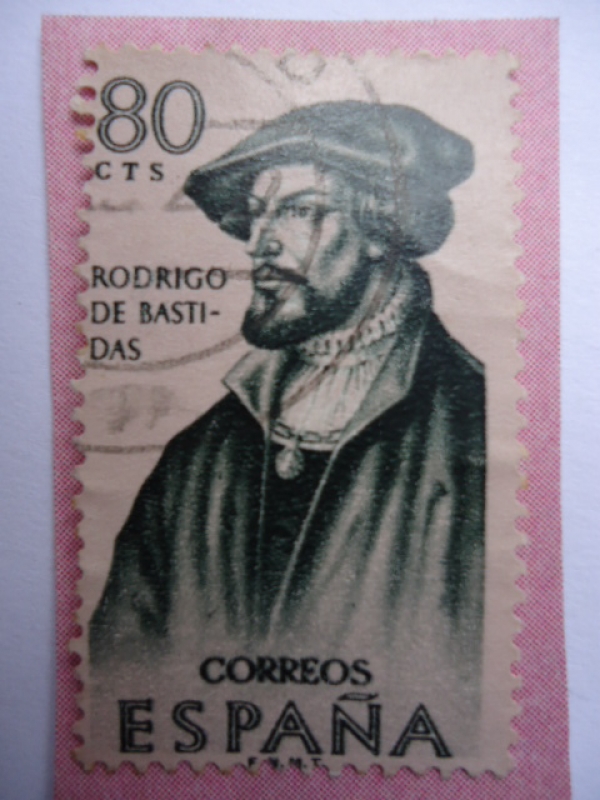 80
CTS
RODRIGO
DE BASTI-
DAS
CORREOS
ESPAÑA